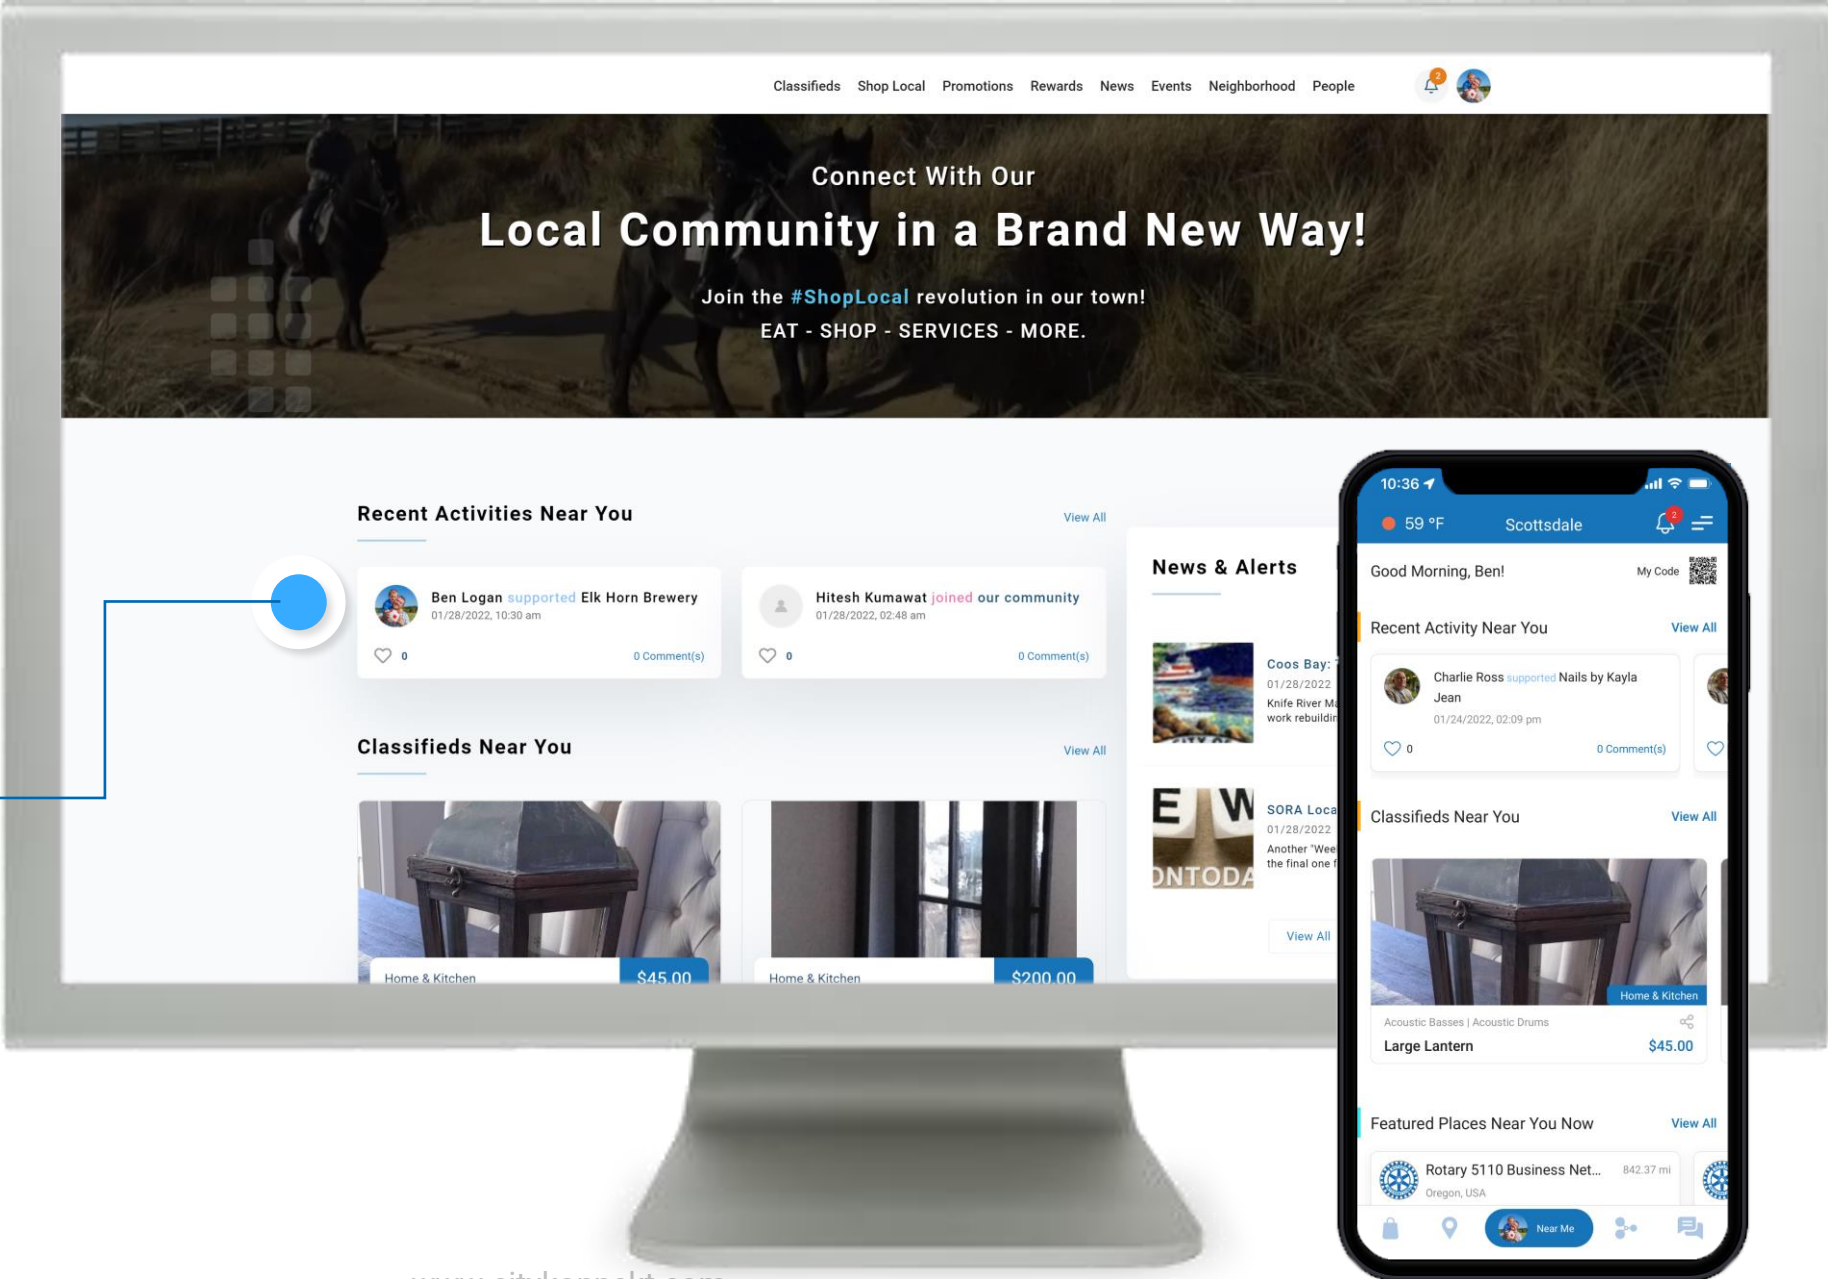 Classifieds Shop Local Promotions Rewards News Events Neighborhood People
2
Connect With Our
Local Community in a Brand New Way!
Join the #ShopLocal revolution in our town!
EAT - SHOP - SERVICES - MORE.
Recent Activities Near You
View All
Ben Logan supported Elk Horn Brewery
01/28/2022, 10:30 am
0
0 Comment(s)
Hitesh Kumawat joined our community
01/28/2022, 02:48 am
0
0 Comment(s)
Classifieds Near You
View All
Home & Kitchen
$45.00
Home & Kitchen
$200.00
News & Alerts
Coos Bay:
01/28/2022
Knife River
work
SORA
01/28/2022
Another
the final one
View All
E W
ONTODA
10:36
59 °F
Scottsdale
2
Good Morning, Ben!
My Code
Recent Activity Near You
View All
Charlie Ross supported Nails by Kayla
Jean
01/24/2022, 02:09 pm
0
0 Comment(s)
Classifieds Near You
View All
Home & Kitchen
Acoustic Basses | Acoustic Drums
Large Lantern
$45.00
Featured Places Near You Now
View All
Rotary 5110 Business Net...
842.37 mi
Oregon, USA
Near Me